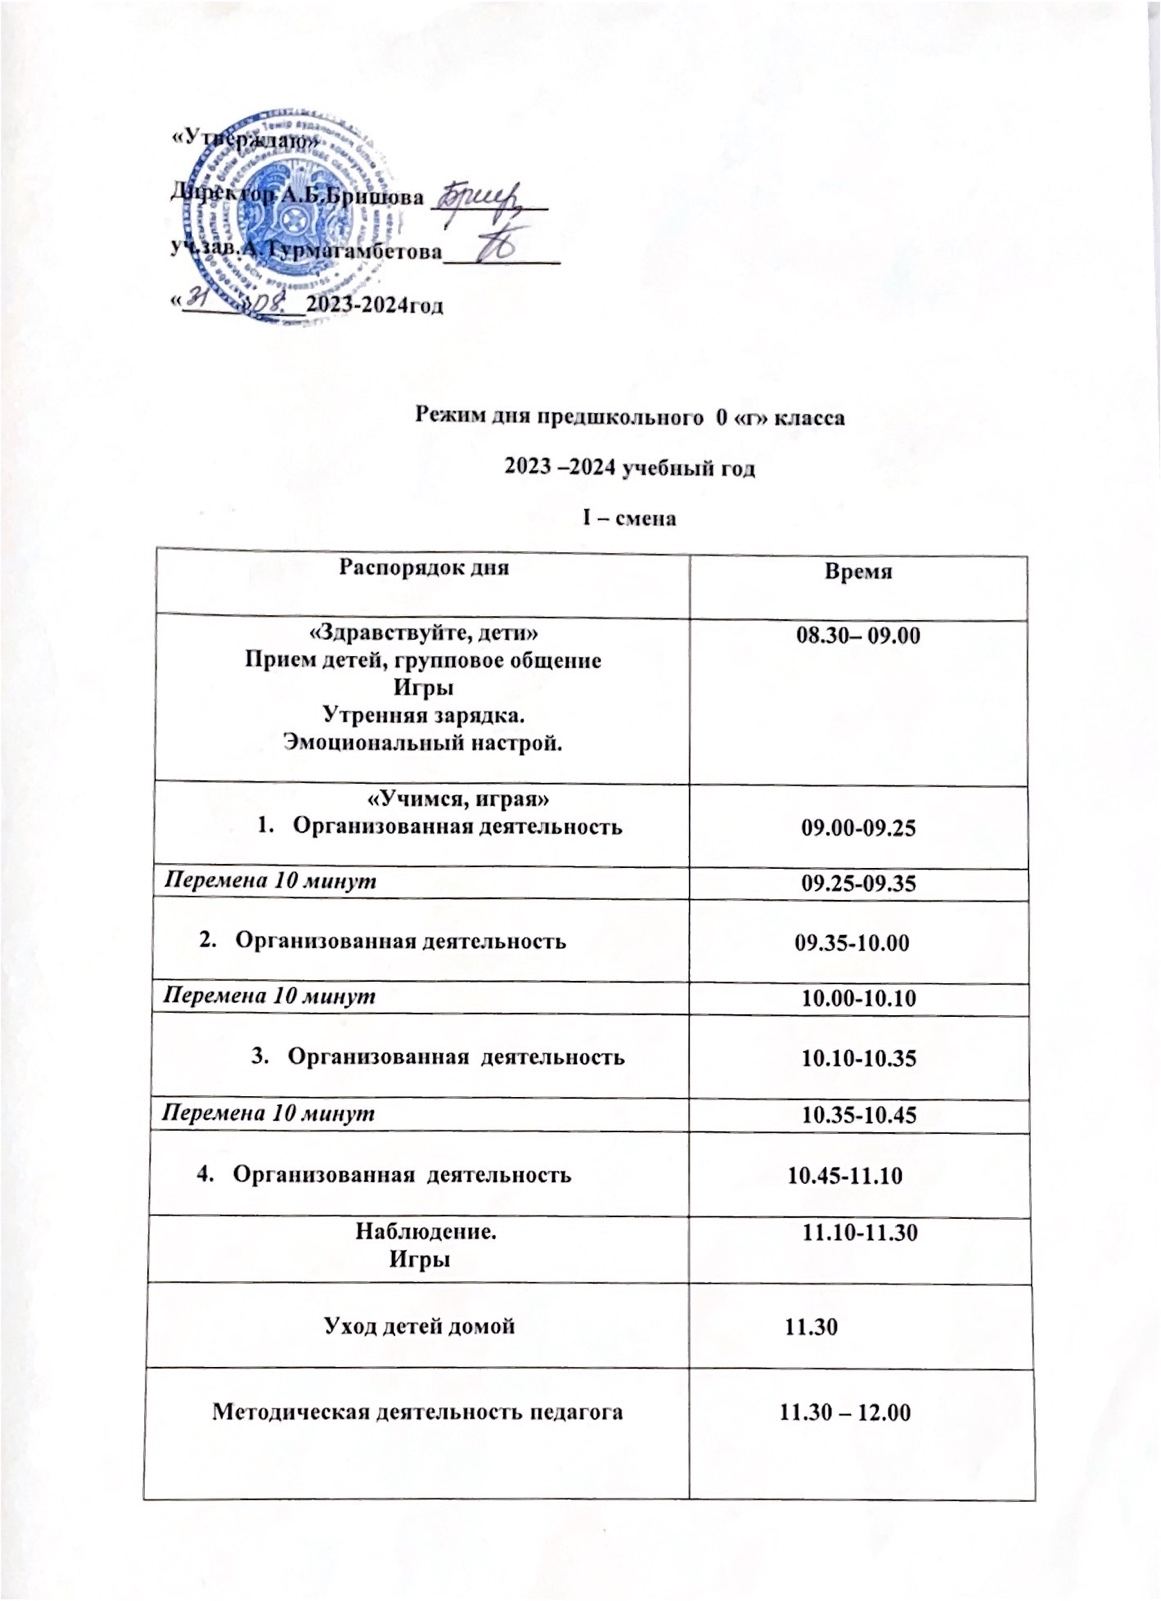 «Утверждаю»
Директор А.Б.Бришова
уч.зав.А.Турмагамбетова
«31»08. 2023-2024год
Режим дня предшкольного 0 «г» класса
2023 –2024 учебный год
I – смена
Распорядок дня Время
«Здравствуйте, дети» 08.30– 09.00
Прием детей, групповое общение
Игры
Утренняя зарядка.
Эмоциональный настрой.
«Учимся, играя»
1. Организованная деятельность 09.00-09.25
Перемена 10 минут 09.25-09.35
2. Организованная деятельность 09.35-10.00
Перемена 10 минут 10.00-10.10
3. Организованная деятельность 10.10-10.35
Перемена 10 минут 10.35-10.45
4. Организованная деятельность 10.45-11.10
Наблюдение. 11.10-11.30
Игры
Уход детей домой 11.30
Методическая деятельность педагога 11.30 – 12.00